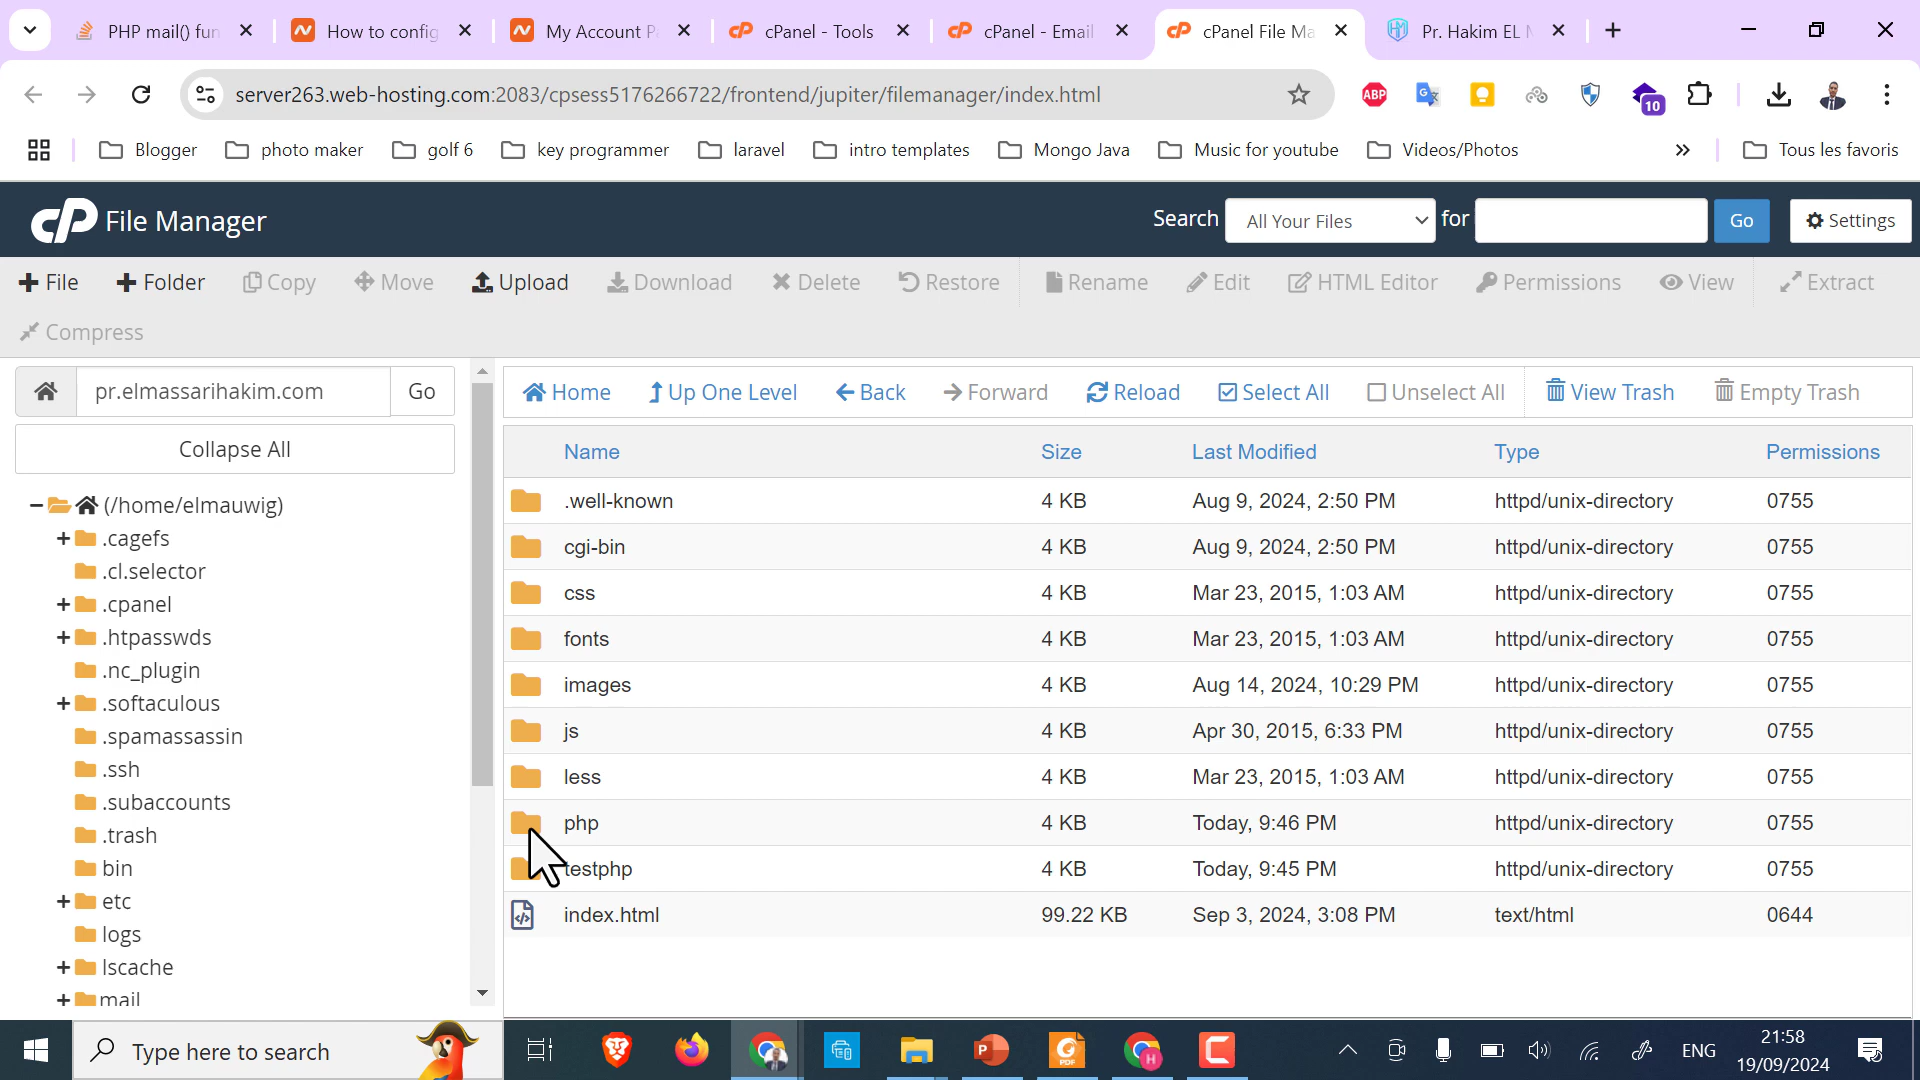 PHP mail() fun
How to config
My Account P
cPanel - Tools
cPanel - Email
cPanel File Ma
Pr. Hakim EL M
server263.web-hosting.com:2083/cpsess5176266722/frontend/jupiter/filemanager/index.html
ABP
10
Blogger
photo maker
golf 6
key programmer
laravel
intro templates
Mongo Java
Music for youtube
Videos/Photos
»
Tous les favoris
cP File Manager
Search All Your Files for Go Settings
File
Folder
Copy
Move
Upload
Download
Delete
Restore
Rename
Edit
HTML Editor
Permissions
View
Extract
Compress
pr.elmassarihakim.com Go
Collapse All
(/home/elmauwig)
.cagefs
.cl.selector
.cpanel
.htpasswds
.nc_plugin
.softaculous
.spamassassin
.ssh
.subaccounts
.trash
bin
etc
logs
lscache
mail
Home
Up One Level
Back
Forward
Reload
Select All
Unselect All
View Trash
Empty Trash
Name Size Last Modified Type Permissions
.well-known 4 KB Aug 9, 2024, 2:50 PM httpd/unix-directory 0755
cgi-bin 4 KB Aug 9, 2024, 2:50 PM httpd/unix-directory 0755
css 4 KB Mar 23, 2015, 1:03 AM httpd/unix-directory 0755
fonts 4 KB Mar 23, 2015, 1:03 AM httpd/unix-directory 0755
images 4 KB Aug 14, 2024, 10:29 PM httpd/unix-directory 0755
js 4 KB Apr 30, 2015, 6:33 PM httpd/unix-directory 0755
less 4 KB Mar 23, 2015, 1:03 AM httpd/unix-directory 0755
php 4 KB Today, 9:46 PM httpd/unix-directory 0755
testphp 4 KB Today, 9:45 PM httpd/unix-directory 0755
index.html 99.22 KB Sep 3, 2024, 3:08 PM text/html 0644
Type here to search
ENG
21:58
19/09/2024